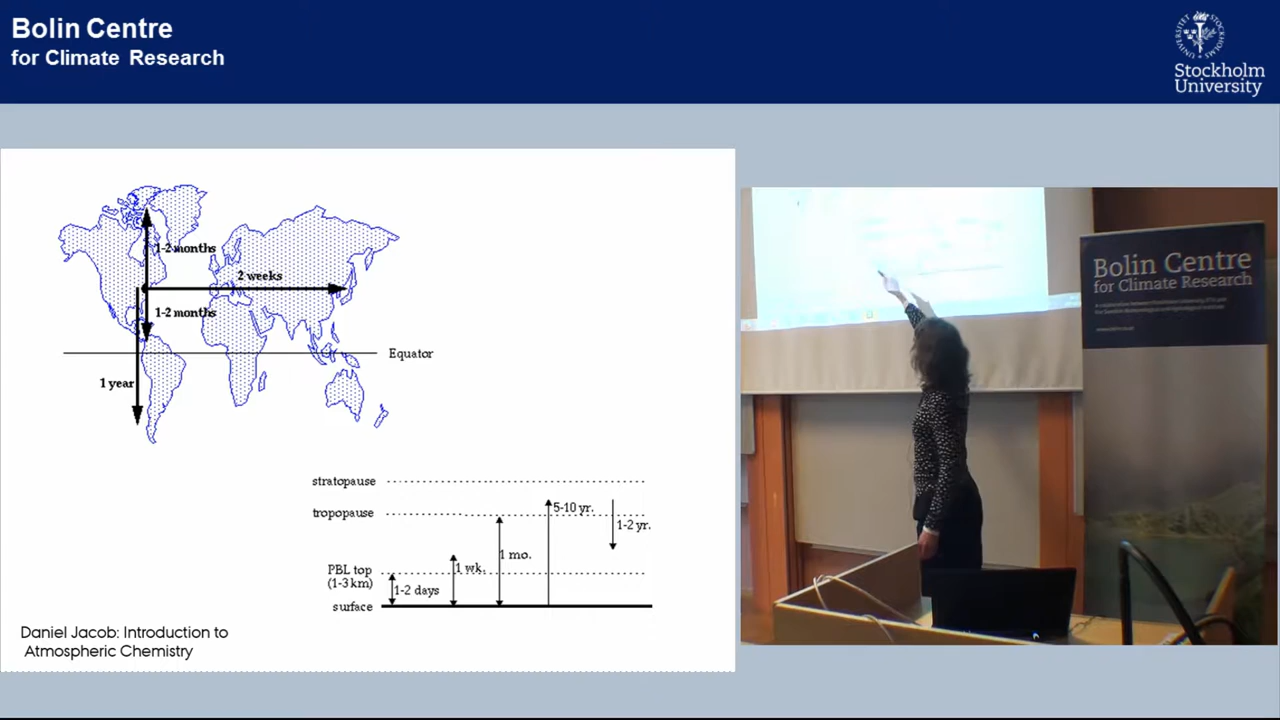 Bolin Centre
for Climate Research
STOCKHOLMS
UNIVERSITET
Stockholm
University
1-2 months
2 weeks
1-2 months
Equator
1 year
stratopause
tropopause
5-10 yr.
1-2 yr.
1 mo.
PBL top
(1-3 km)
1 wk.
1-2 days
surface
Daniel Jacob: Introduction to
Atmospheric Chemistry
Bolin Centre
for Climate Research